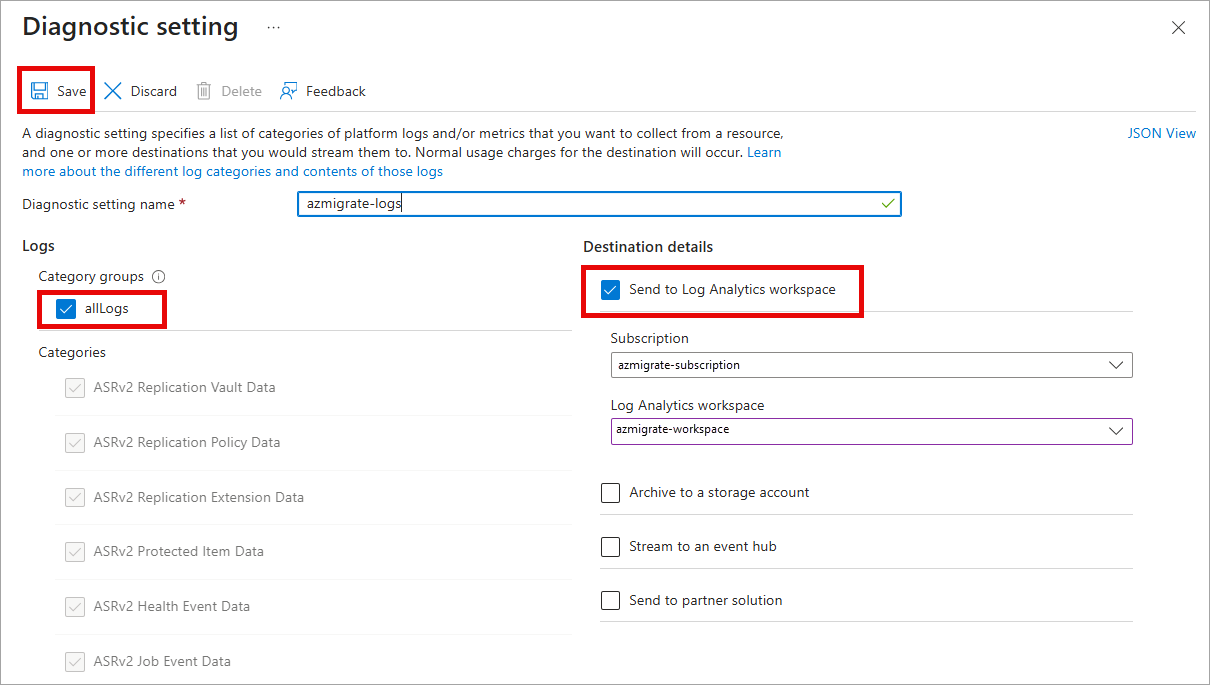 Diagnostic setting ...
Save Discard Delete Feedback
A diagnostic setting specifies a list of categories of platform logs and/or metrics that you want to collect from a resource,
and one or more destinations that you would stream them to. Normal usage charges for the destination will occur. Learn
more about the different log categories and contents of those logs
JSON View
Diagnostic setting name *
azmigrate-logs
Logs
Category groups
allLogs
Categories
ASRv2 Replication Vault Data
ASRv2 Replication Policy Data
ASRv2 Replication Extension Data
ASRv2 Protected Item Data
ASRv2 Health Event Data
ASRv2 Job Event Data
Destination details
Send to Log Analytics workspace
Subscription
azmigrate-subscription
Log Analytics workspace
azmigrate-workspace
Archive to a storage account
Stream to an event hub
Send to partner solution